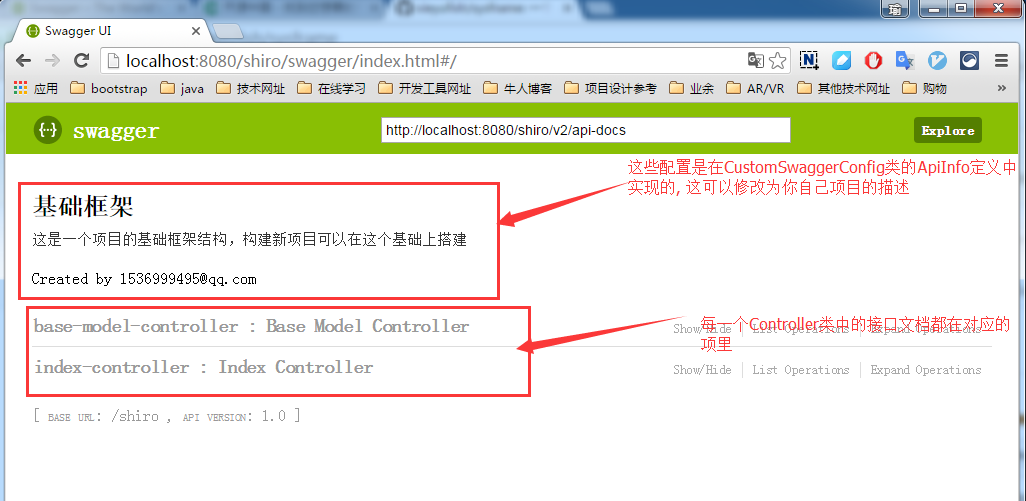 Swagger UI
localhost:8080/shiro/swagger/index.html#/
应用 bootstrap java 技术网址 在线学习 开发工具网址 牛人博客 项目设计参考 业余 AR/VR 其他技术网址 购物 »
{···} swagger http://localhost:8080/shiro/v2/api-docs Explore
这些配置是在CustomSwaggerConfig类的ApiInfo定义中
实现的, 这可以修改为你自己项目的描述
基础框架
这是一个项目的基础框架结构，构建新项目可以在这个基础上搭建
Created by 1536999495@qq.com
base-model-controller : Base Model Controller
Show/Hide List Operations Expand Operations
每一个Controller类中的接口文档都在对应的
项里
index-controller : Index Controller
Show/Hide List Operations Expand Operations
[ BASE URL: /shiro , API VERSION: 1.0 ]